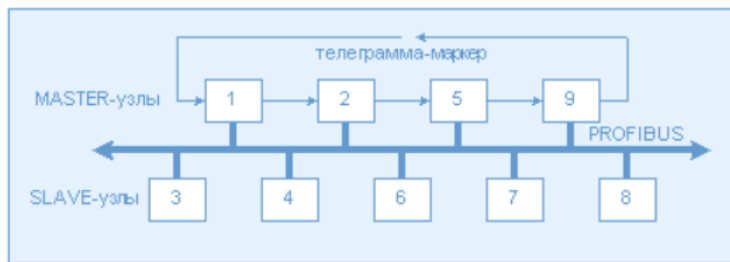 телеграмма-маркер
MASTER-узлы 1 2 5 9
PROFIBUS
SLAVE-узлы 3 4 6 7 8